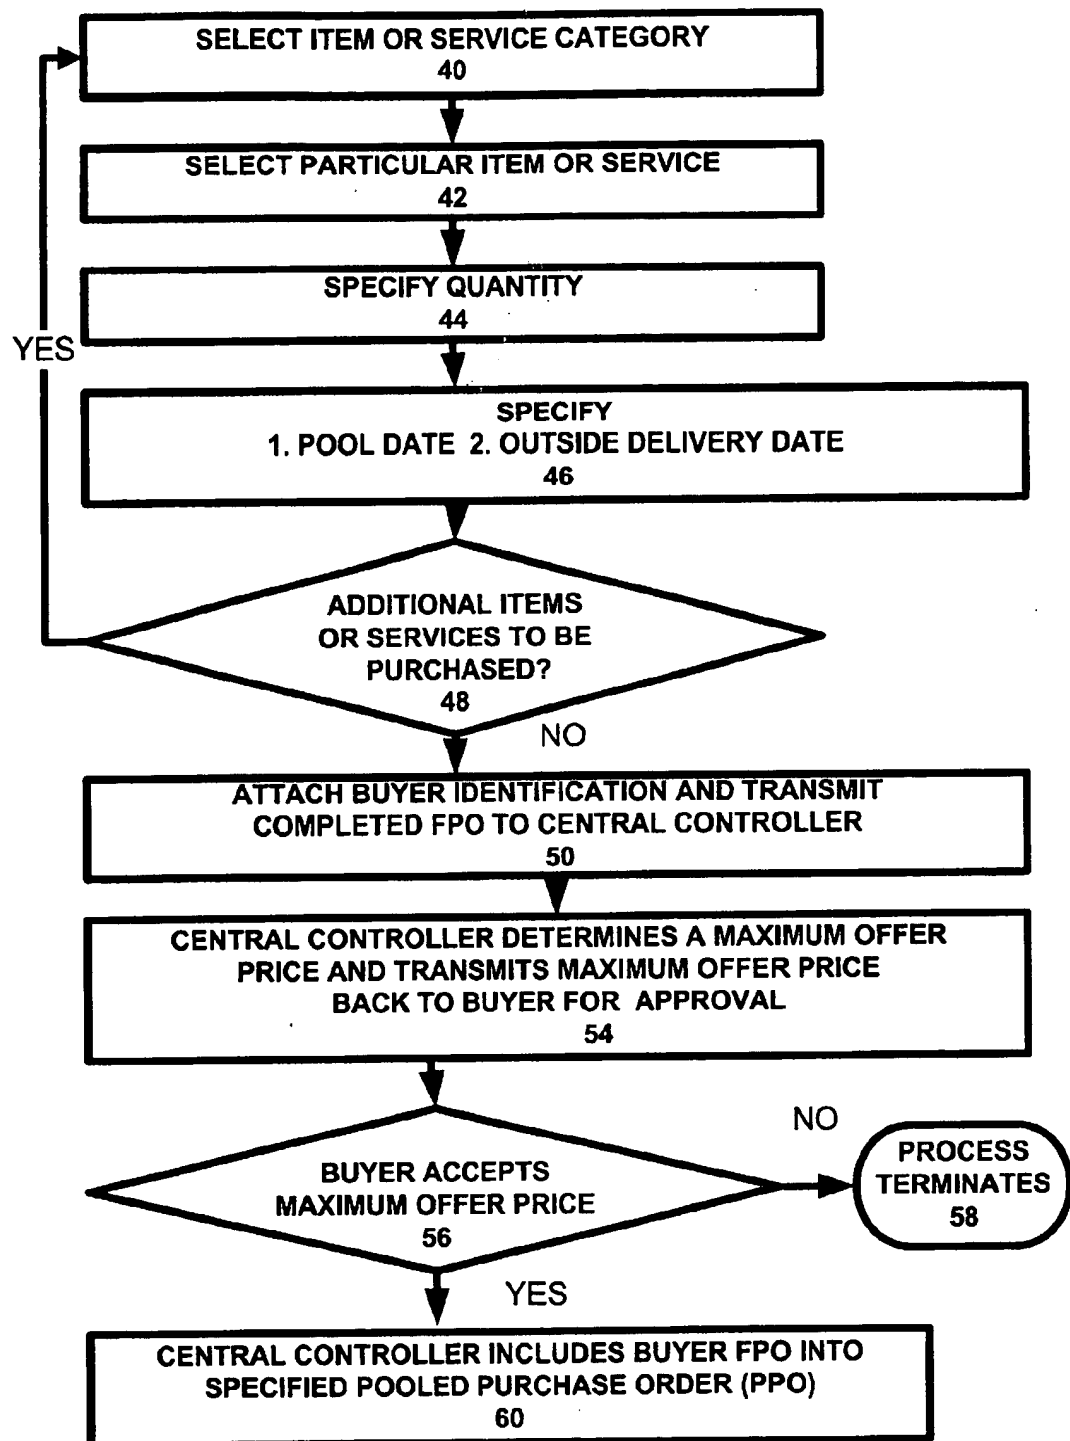 SELECT ITEM OR SERVICE CATEGORY
40
SELECT PARTICULAR ITEM OR SERVICE
42
SPECIFY QUANTITY
44
YES
SPECIFY
1. POOL DATE 2. OUTSIDE DELIVERY DATE
46
ADDITIONAL ITEMS
OR SERVICES TO BE
PURCHASED?
48
NO
ATTACH BUYER IDENTIFICATION AND TRANSMIT
COMPLETED FPO TO CENTRAL CONTROLLER
50
CENTRAL CONTROLLER DETERMINES A MAXIMUM OFFER
PRICE AND TRANSMITS MAXIMUM OFFER PRICE
BACK TO BUYER FOR APPROVAL
54
BUYER ACCEPTS
MAXIMUM OFFER PRICE
56
NO
PROCESS
TERMINATES
58
YES
CENTRAL CONTROLLER INCLUDES BUYER FPO INTO
SPECIFIED POOLED PURCHASE ORDER (PPO)
60